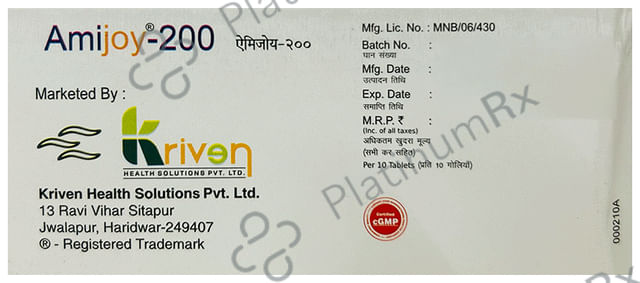 Amijoy®-200 ऐमिजोय-२००
Marketed By :
Kriven
HEALTH SOLUTIONS PVT. LTD.
Kriven Health Solutions Pvt. Ltd.
13 Ravi Vihar Sitapur
Jwalapur, Haridwar-249407
® - Registered Trademark
Mfg. Lic. No. : MNB/06/430
Batch No. :
घान संख्या
Mfg. Date :
उत्पादन तिथि
Exp. Date :
समाप्ति तिथि
M.R.P. ₹ :
(Inc. of all taxes)
अधिकतम खुदरा मूल्य
(सभी कर सहित)
Per 10 Tablets (प्रति 10 गोलियाँ)
Certified
cGMP
000210A
PlatinumRx
PlatinumRx